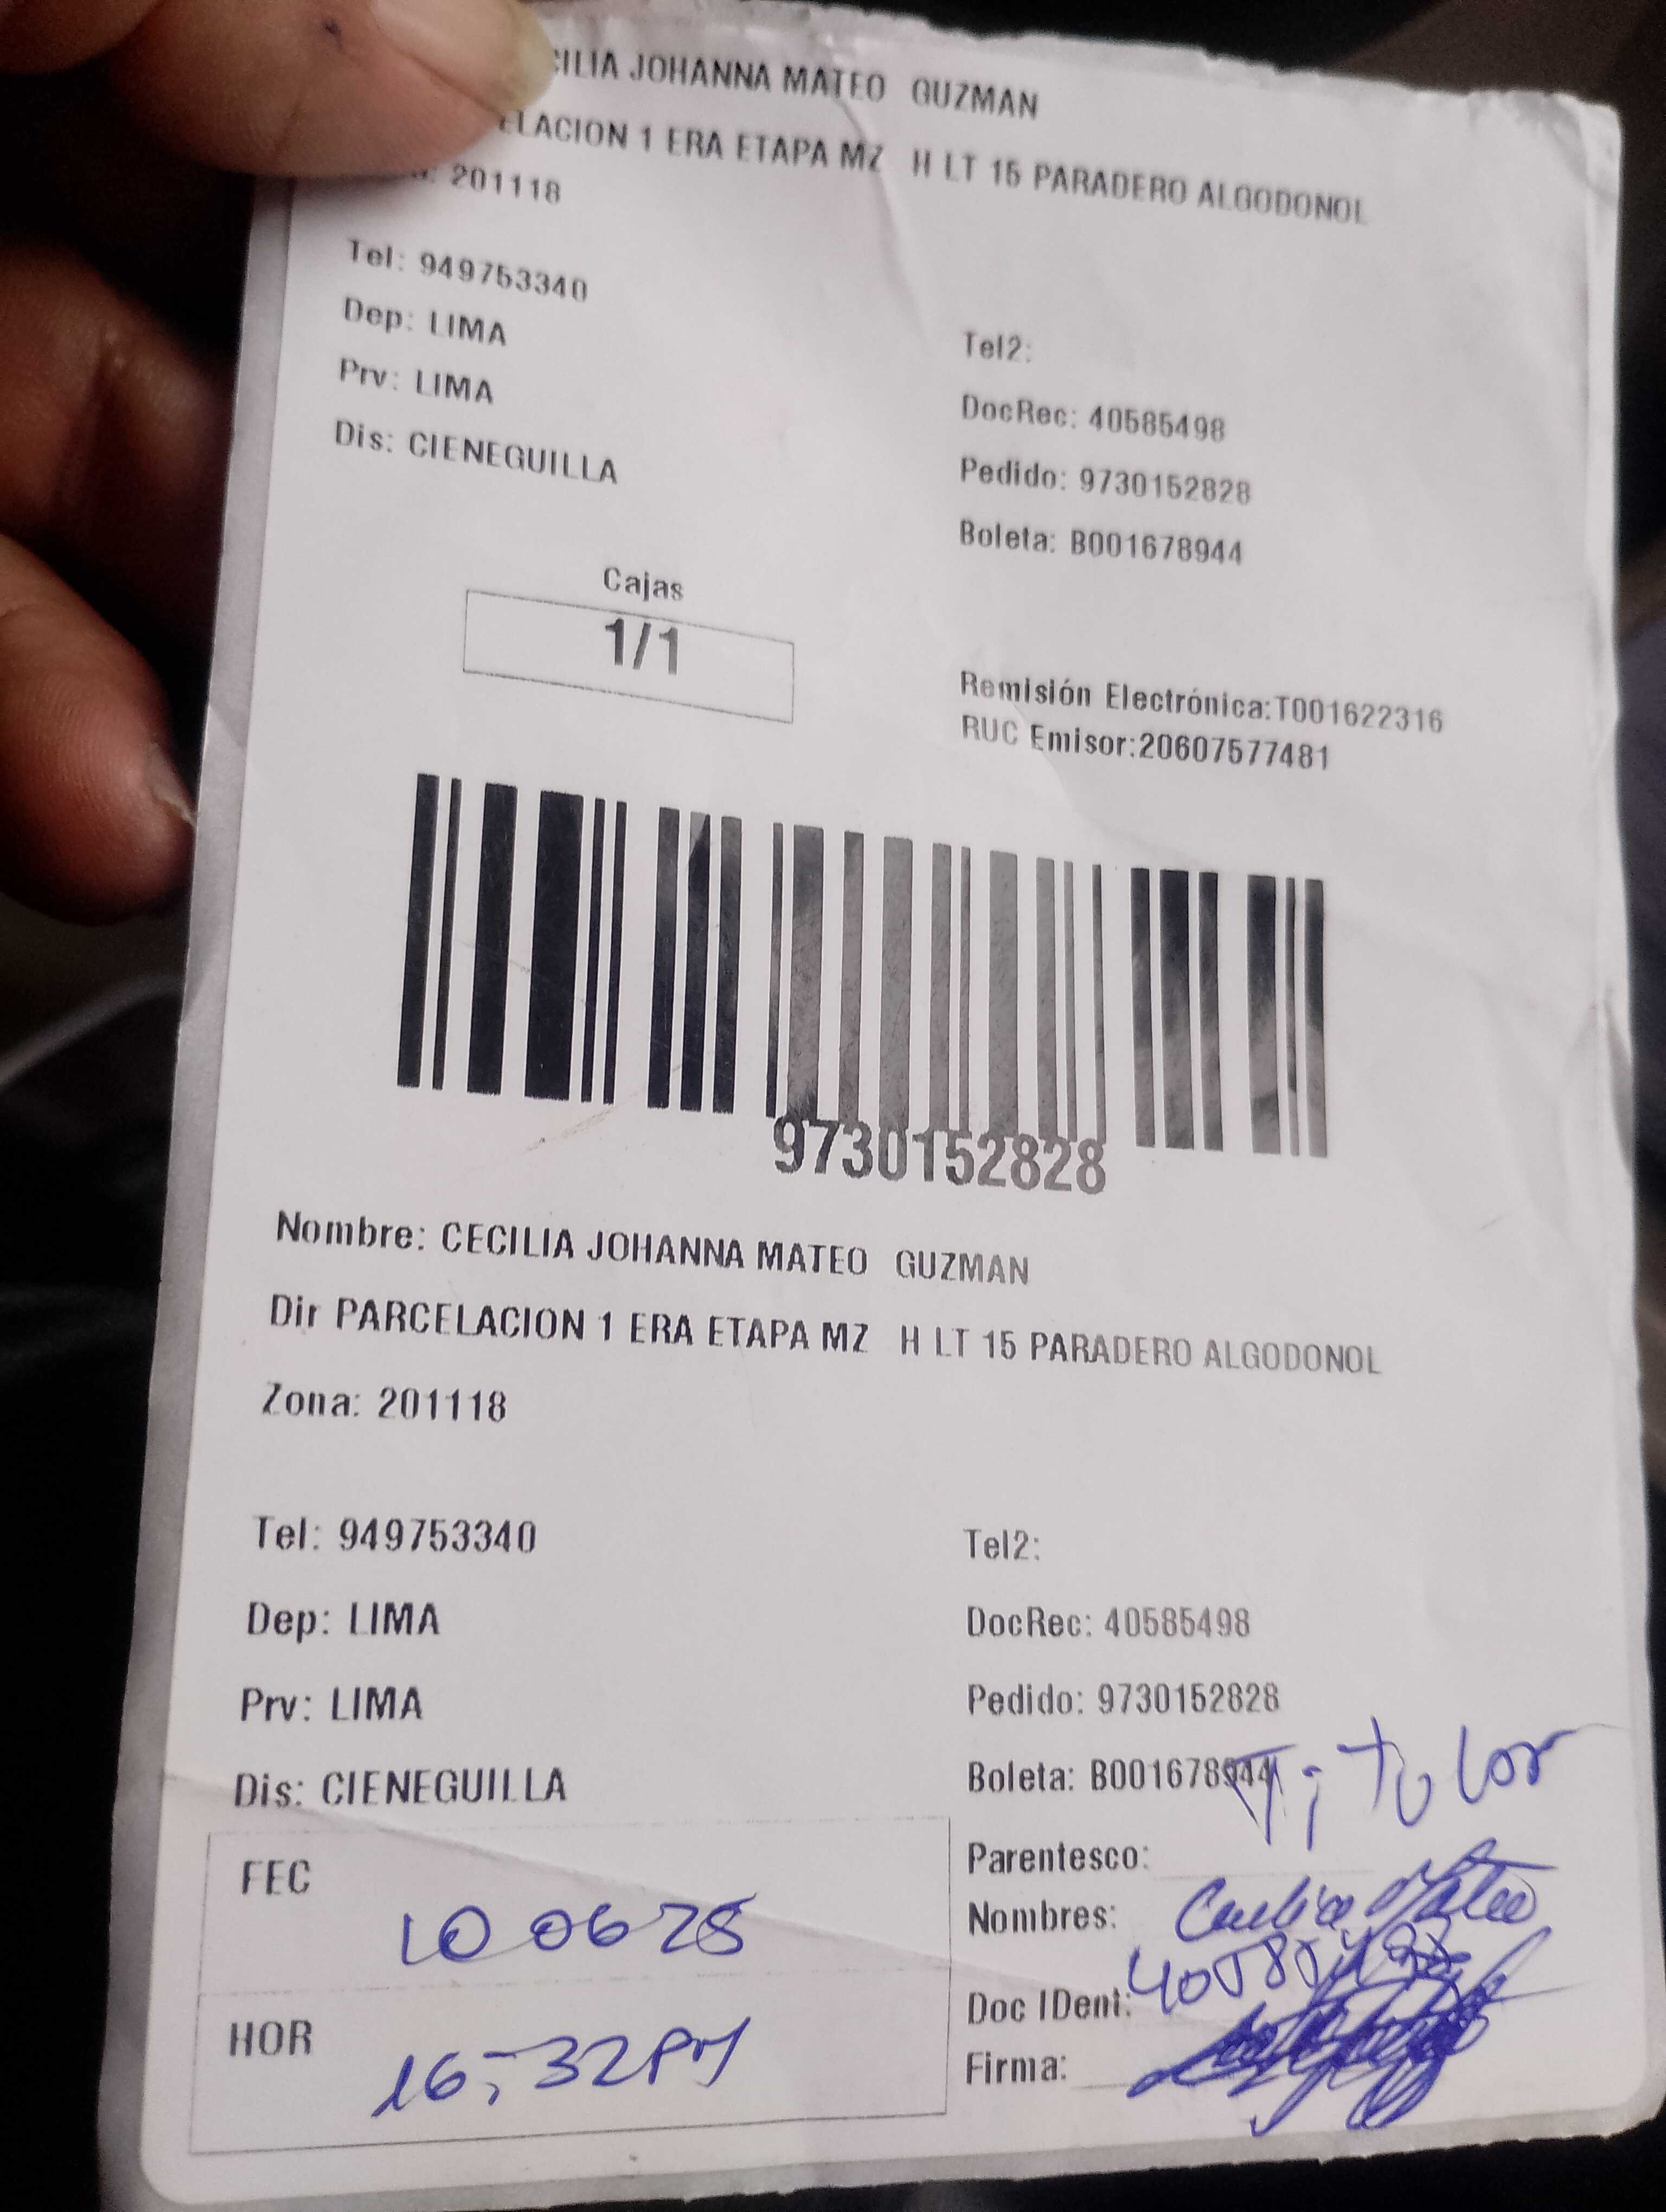 CILIA JOHANNA MATEO GUZMAN
ELACION 1 ERA ETAPA MZ H LT 15 PARADERO ALGODONOL
: 201118
Tel: 949753340
Dep: LIMA
Prv: LIMA
Dis: CIENEGUILLA
Tel2:
DocRec: 40585498
Pedido: 9730152828
Boleta: B001678944
Cajas
1/1
Remisión Electrónica:T001622316
RUC Emisor:20607577481
9730152828
Nombre: CECILIA JOHANNA MATEO GUZMAN
Dir PARCELACION 1 ERA ETAPA MZ H LT 15 PARADERO ALGODONOL
Zona: 201118
Tel: 949753340
Dep: LIMA
Prv: LIMA
Dis: CIENEGUILLA
Tel2:
DocRec: 40585498
Pedido: 9730152828
Boleta: B001678944
FEC 100625
HOR 16:32PM
Parentesco: Titular
Nombres: Cecilia Mateo
Doc IDent: 40585498
Firma: